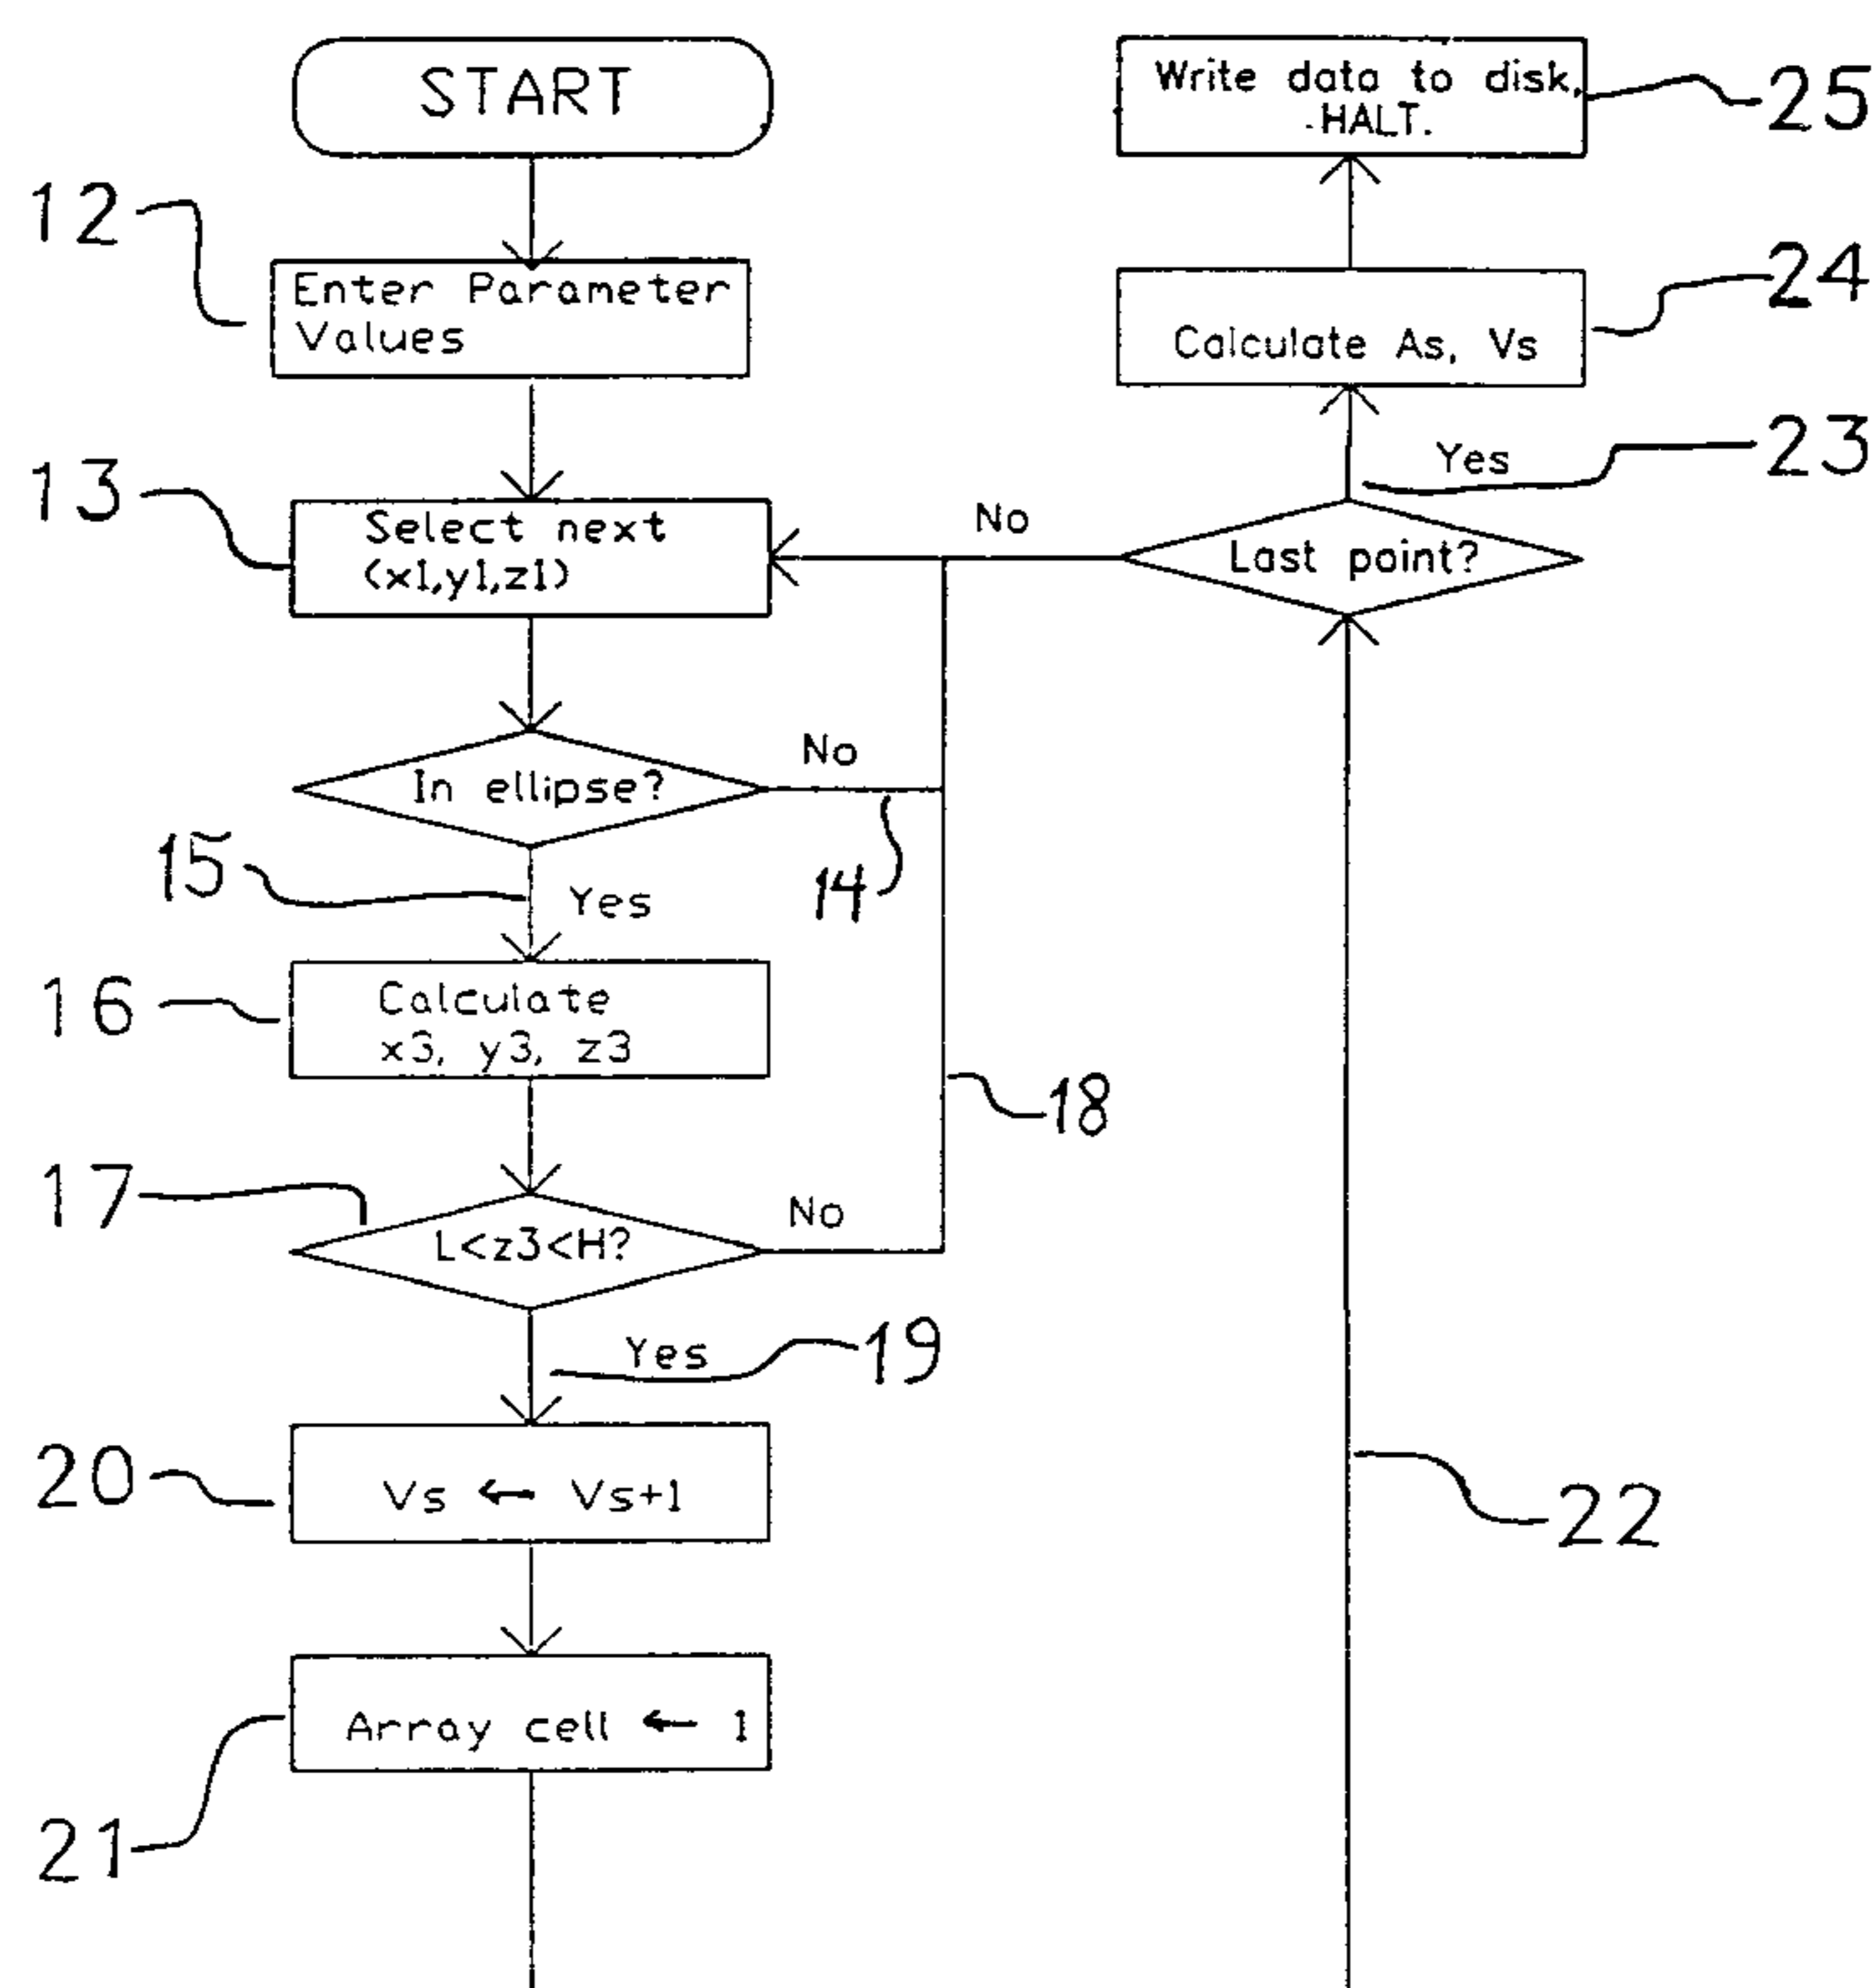 START
12
Enter Parameter
Values
13
Select next
(x1,y1,z1)
In ellipse?
No
14
15
Yes
16
Calculate
x3, y3, z3
17
L<z3<H?
No
18
Yes
19
20
Vs ← Vs+1
21
Array cell ← 1
22
Last point?
No
Yes
23
Calculate As, Vs
24
Write data to disk.
-HALT.
25